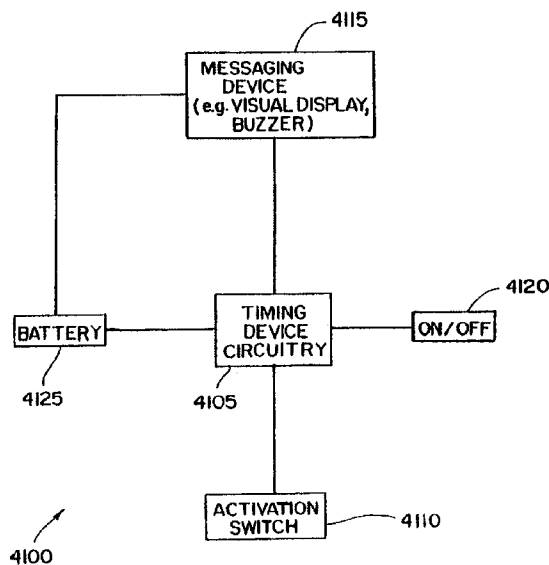 4115
MESSAGING
DEVICE
(e.g. VISUAL DISPLAY,
BUZZER)
4120
TIMING
DEVICE
CIRCUITRY
BATTERY
ON/OFF
4125
4105
ACTIVATION
SWITCH
4110
4100